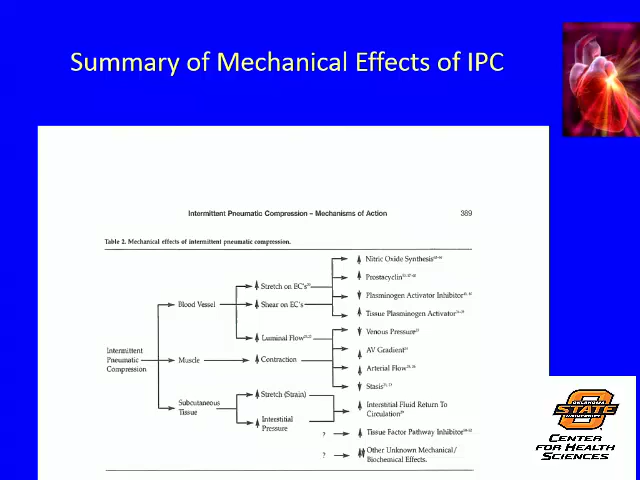 Summary of Mechanical Effects of IPC
Intermittent Pneumatic Compression – Mechanisms of Action 389
Table 2. Mechanical effects of intermittent pneumatic compression.
Intermittent
Pneumatic
Compression
Blood Vessel
Muscle
Subcutaneous
Tissue
Stretch on EC's
Shear on EC's
Luminal Flow
Contraction
Stretch (Strain)
Interstitial
Pressure
Nitric Oxide Synthesis
Prostacyclin
Plasminogen Activator Inhibitor
Tissue Plasminogen Activator
Venous Pressure
AV Gradient
Arterial Flow
Stasis
Interstitial Fluid Return To
Circulation
? Tissue Factor Pathway Inhibitor
? Other Unknown Mechanical/
Biochemical Effects.
OKLAHOMA
STATE
UNIVERSITY
CENTER
FOR HEALTH
SCIENCES